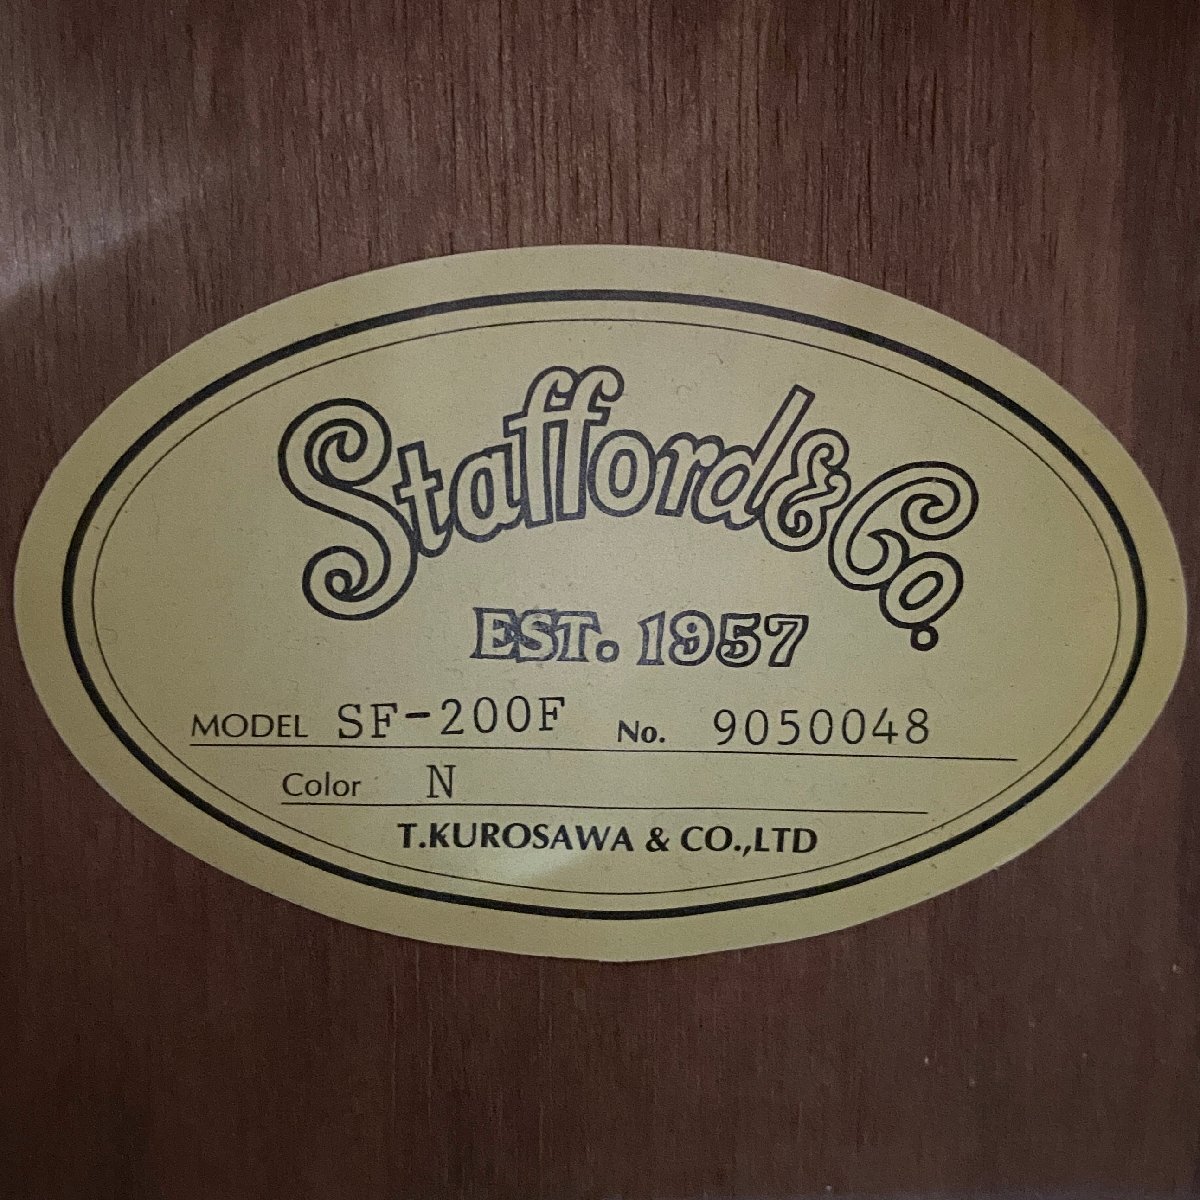 Stafford & Co.
EST. 1957
MODEL SF-200F No. 9050048
Color N
T.KUROSAWA & CO.,LTD